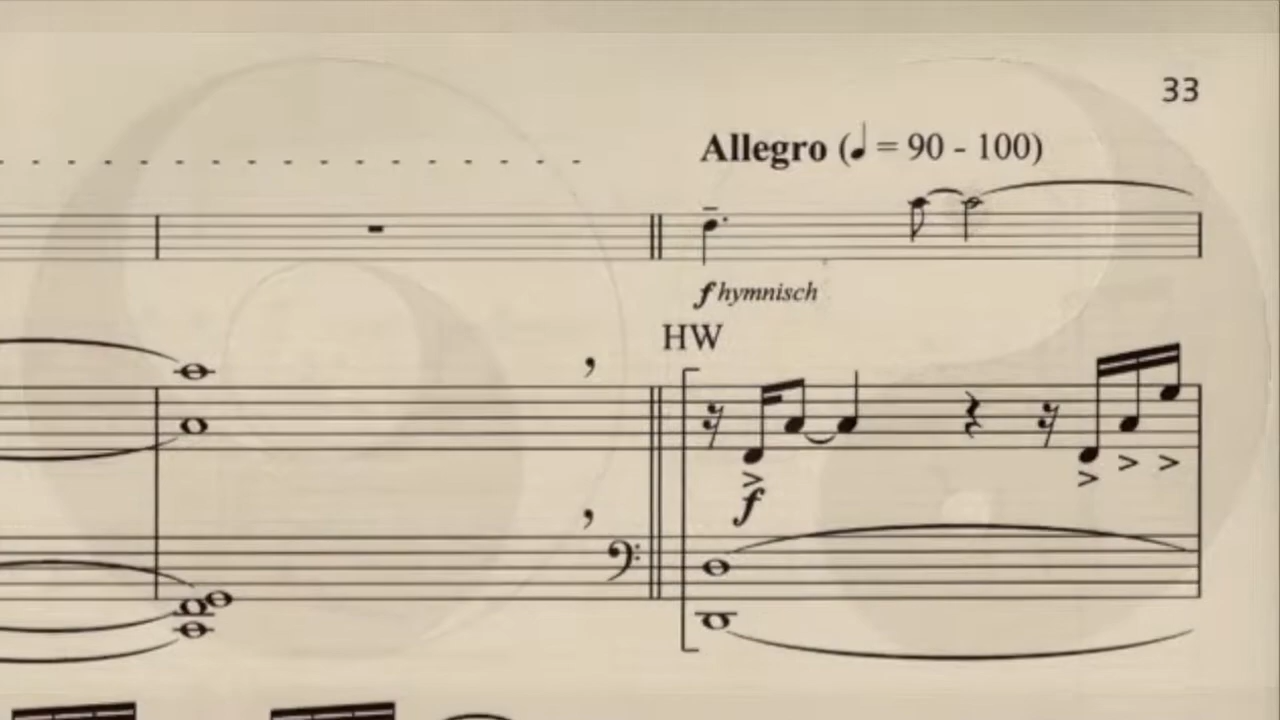 33
Allegro (♩ = 90 - 100)
f hymnisch
HW
f